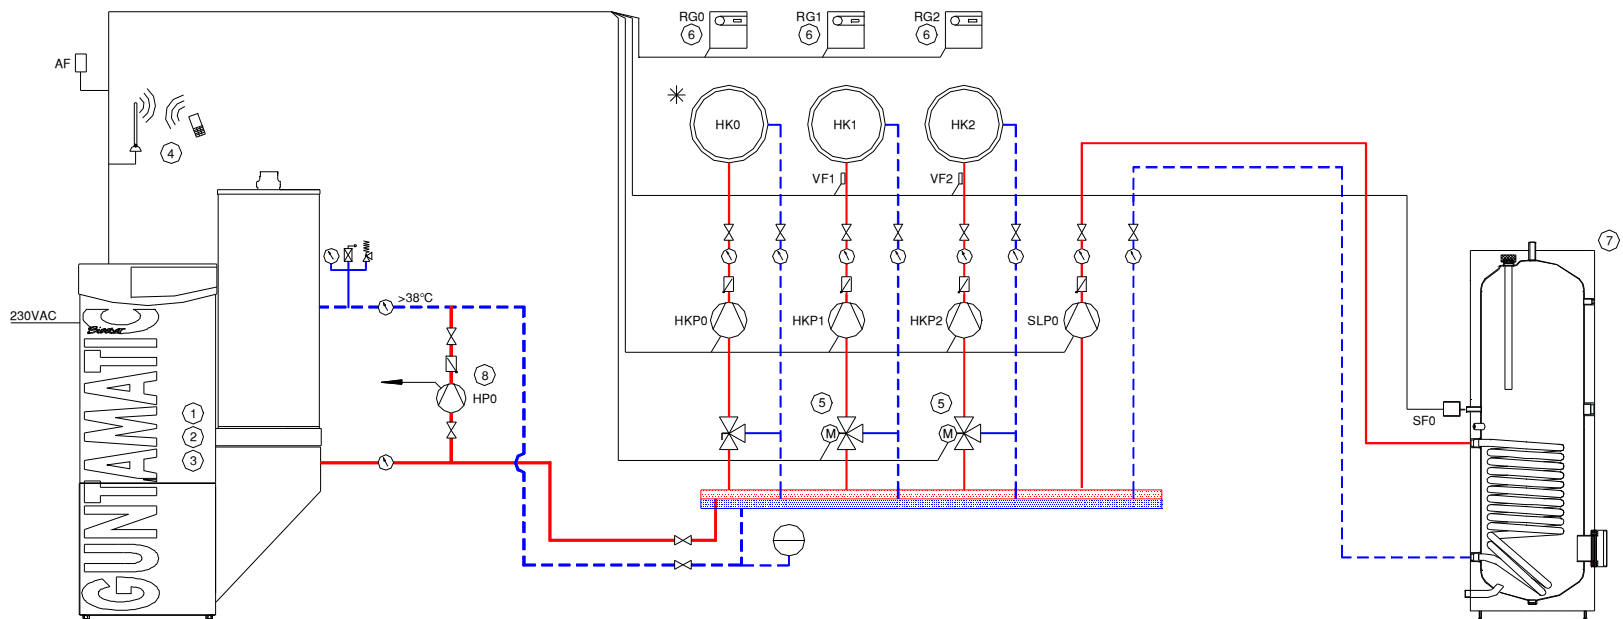 RG0
6
RG1
6
RG2
6
AF
4
HK0
HK1
HK2
VF1
VF2
7
>38°C
230VAC
Biostar
HKP0
HKP1
HKP2
SLP0
8
HP0
5
5
M
M
SF0
1
2
3
GUNTAMATIC